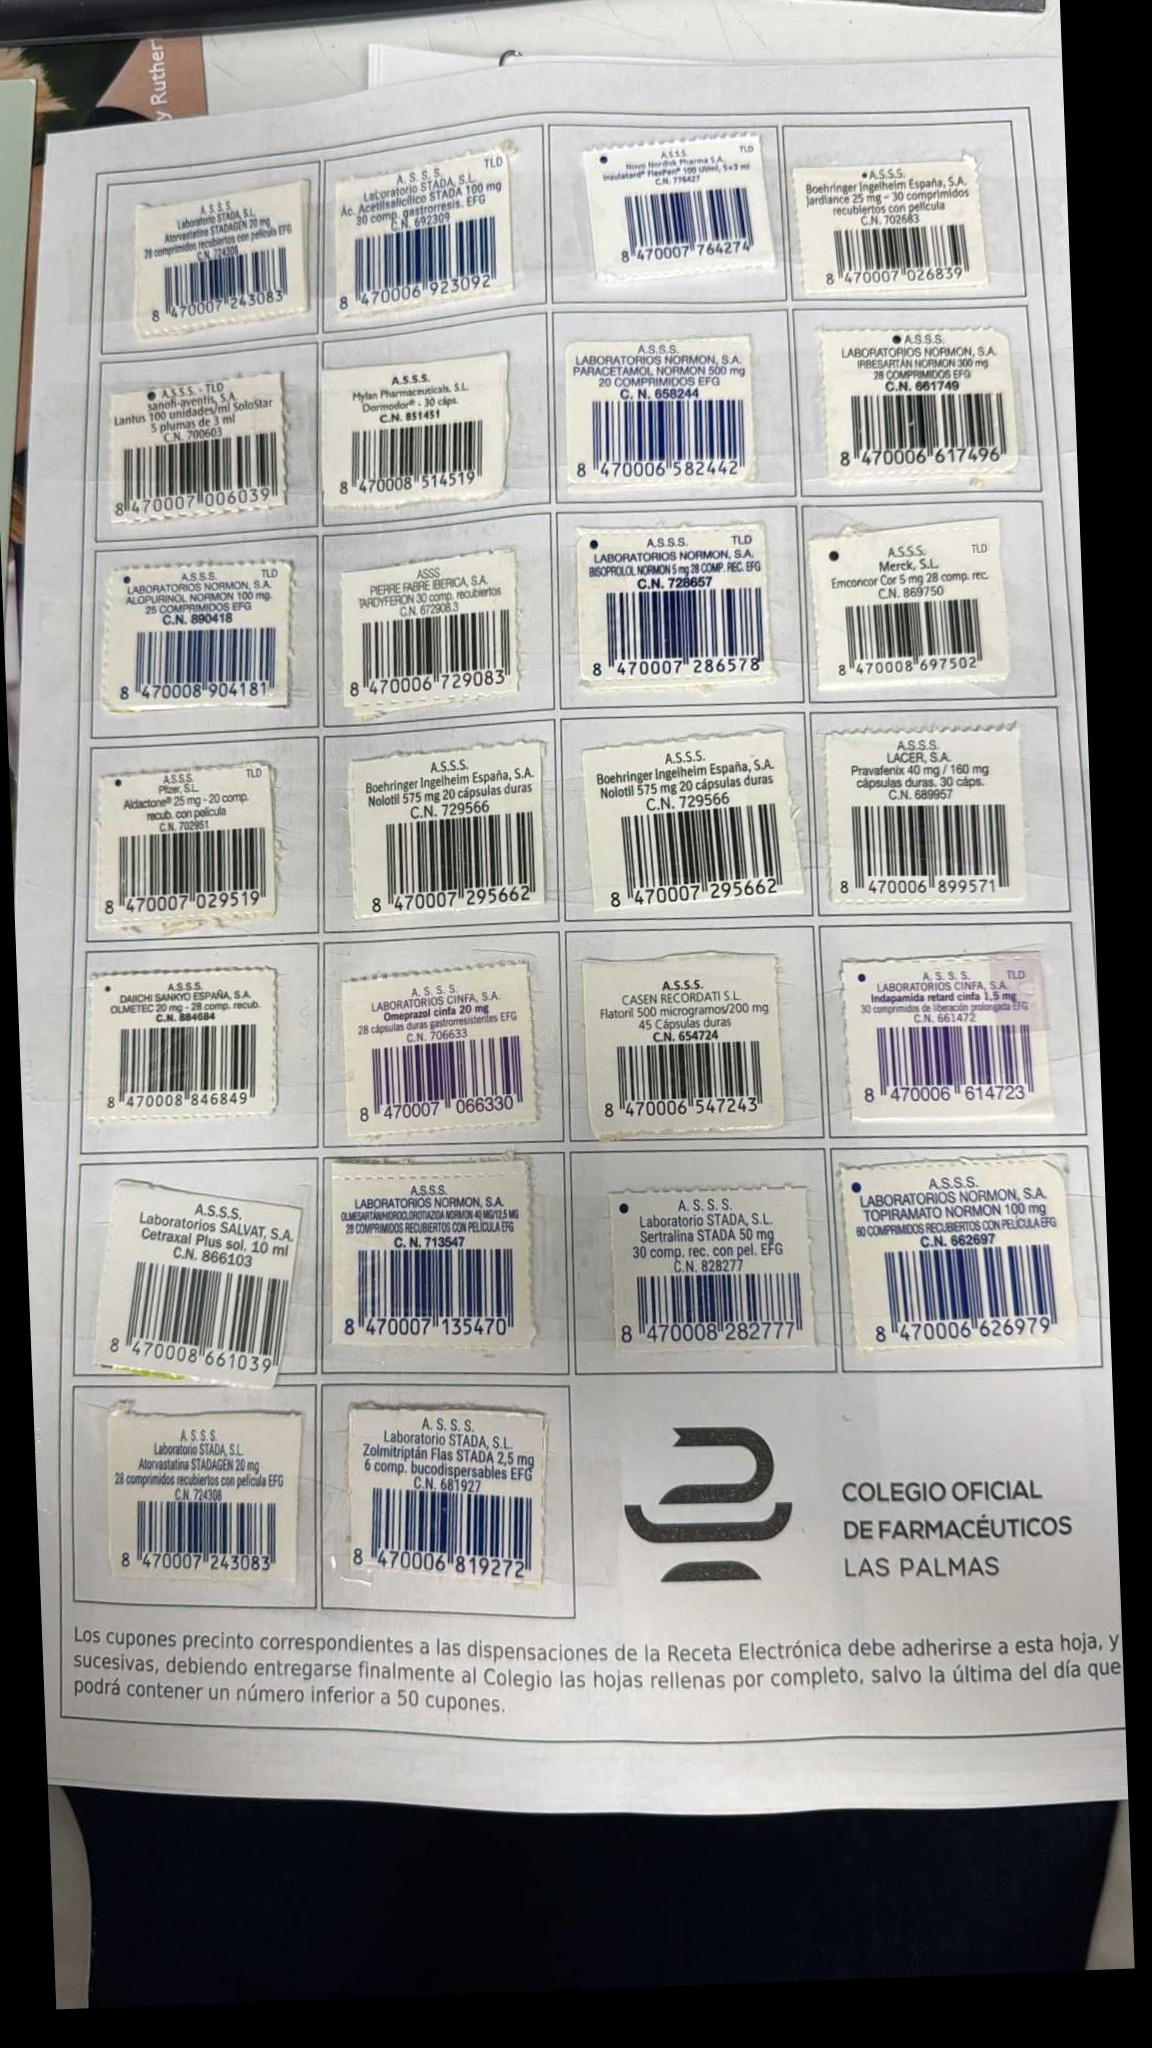 y Ruther
A.S.S.S.
Laboratorio STADA, S.L.
Atorvastatina STADAGEN 20 mg
28 comprimidos recubiertos con película EFG
C.N. 724308
8 470007 243083
TLD
A. S. S. S.
Laboratorio STADA, S.L.
Ác. Acetilsalicílico STADA 100 mg
30 comp. gastrorresis. EFG
C.N. 692309
8 470006 923092
TLD
A.S.S.S.
Novo Nordisk Pharma S.A.
Insulatard® FlexPen® 100 UI/ml, 5x3 ml
C.N. 776427
8 470007 764274
A.S.S.S.
Boehringer Ingelheim España, S.A.
Jardiance 25 mg - 30 comprimidos
recubiertos con película
C.N. 702683
8 470007 026839
A.S.S.S. - TLD
sanofi-aventis, S.A.
Lantus 100 unidades/ml SoloStar
5 plumas de 3 ml
C.N. 700603
8 470007 006039
A.S.S.S.
Mylan Pharmaceuticals, S.L.
Dormodor® - 30 cáps.
C.N. 851451
8 470008 514519
A.S.S.S.
LABORATORIOS NORMON, S.A.
PARACETAMOL NORMON 500 mg
20 COMPRIMIDOS EFG
C. N. 658244
8 470006 582442
A.S.S.S.
LABORATORIOS NORMON, S.A.
IRBESARTAN NORMON 300 mg
28 COMPRIMIDOS EFG
C.N. 661749
8 470006 617496
A.S.S.S. TLD
LABORATORIOS NORMON, S.A.
ALOPURINOL NORMON 100 mg.
25 COMPRIMIDOS EFG
C.N. 890418
8 470008 904181
ASSS
PIERRE FABRE IBERICA, S.A.
TARDYFERON 30 comp. recubiertos
C.N. 672908.3
8 470006 729083
A.S.S.S. TLD
LABORATORIOS NORMON, S.A.
BISOPROLOL NORMON 5 mg 28 COMP. REC. EFG
C.N. 728657
8 470007 286578
A.S.S.S. TLD
Merck, S.L.
Emconcor Cor 5 mg 28 comp. rec.
C.N. 869750
8 470008 697502
A.S.S.S. TLD
Pfizer, S.L.
Aldactone® 25 mg - 20 comp.
recub. con película
C.N. 702951
8 470007 029519
A.S.S.S.
Boehringer Ingelheim España, S.A.
Nolotil 575 mg 20 cápsulas duras
C.N. 729566
8 470007 295662
A.S.S.S.
Boehringer Ingelheim España, S.A.
Nolotil 575 mg 20 cápsulas duras
C.N. 729566
8 470007 295662
A.S.S.S.
LACER, S.A.
Pravafenix 40 mg / 160 mg
cápsulas duras. 30 cáps.
C.N. 689957
8 470006 899571
A.S.S.S.
DAIICHI SANKYO ESPAÑA, S.A.
OLMETEC 20 mg - 28 comp. recub.
C.N. 884684
8 470008 846849
A. S. S. S.
LABORATORIOS CINFA, S.A.
Omeprazol cinfa 20 mg
28 cápsulas duras gastrorresistentes EFG
C.N. 706633
8 470007 066330
A.S.S.S.
CASEN RECORDATI S.L.
Flatoril 500 microgramos/200 mg
45 Cápsulas duras
C.N. 654724
8 470006 547243
A. S. S. S. TLD
LABORATORIOS CINFA, S.A.
Indapamida retard cinfa 1,5 mg
30 comprimidos de liberación prolongada EFG
C.N. 661472
8 470006 614723
A.S.S.S.
Laboratorios SALVAT, S.A.
Cetraxal Plus sol. 10 ml
C.N. 866103
8 470008 661039
A.S.S.S.
LABORATORIOS NORMON, S.A.
OLMESARTAN/HIDROCLOROTIAZIDA NORMON 40 MG/12,5 MG
28 COMPRIMIDOS RECUBIERTOS CON PELÍCULA EFG
C. N. 713547
8 470007 135470
A. S. S. S.
Laboratorio STADA, S.L.
Sertralina STADA 50 mg
30 comp. rec. con pel. EFG
C.N. 828277
8 470008 282777
A.S.S.S.
LABORATORIOS NORMON, S.A.
TOPIRAMATO NORMON 100 mg
60 COMPRIMIDOS RECUBIERTOS CON PELÍCULA EFG
C.N. 662697
8 470006 626979
A.S.S.S.
Laboratorio STADA, S.L.
Atorvastatina STADAGEN 20 mg
28 comprimidos recubiertos con película EFG
C.N. 724308
8 470007 243083
A. S. S. S.
Laboratorio STADA, S.L.
Zolmitriptán Flas STADA 2,5 mg
6 comp. bucodispersables EFG
C.N. 681927
8 470006 819272
COLEGIO OFICIAL
DE FARMACÉUTICOS
LAS PALMAS
Los cupones precinto correspondientes a las dispensaciones de la Receta Electrónica debe adherirse a esta hoja, y
sucesivas, debiendo entregarse finalmente al Colegio las hojas rellenas por completo, salvo la última del día que
podrá contener un número inferior a 50 cupones.